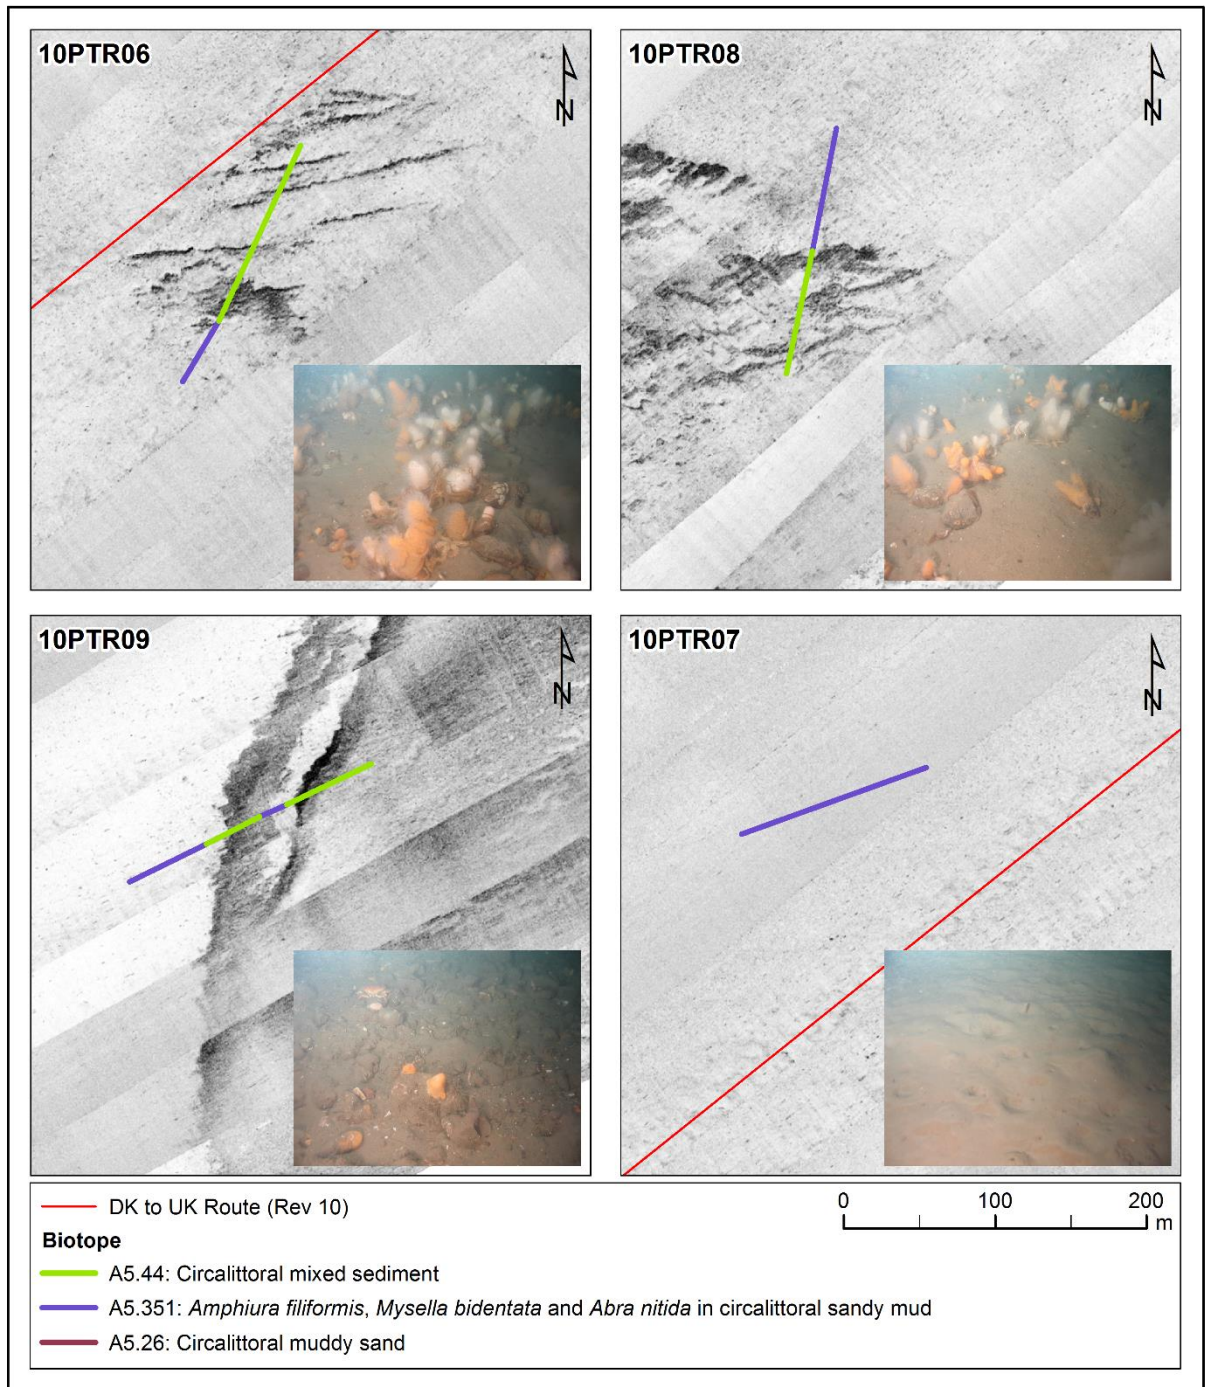 10PTR06
N
10PTR08
N
10PTR09
N
10PTR07
N
DK to UK Route (Rev 10)
0 100 200
m
Biotope
A5.44: Circalittoral mixed sediment
A5.351: Amphiura filiformis, Mysella bidentata and Abra nitida in circalittoral sandy mud
A5.26: Circalittoral muddy sand